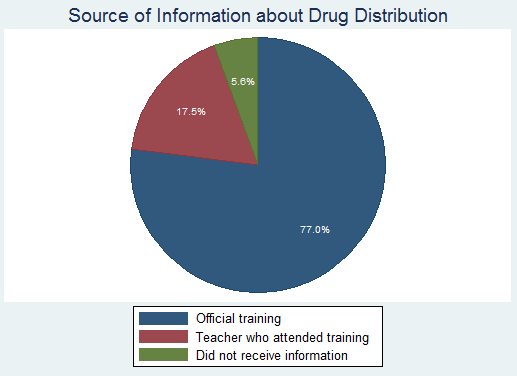 Source of Information about Drug Distribution
5.6%
17.5%
77.0%
Official training
Teacher who attended training
Did not receive information